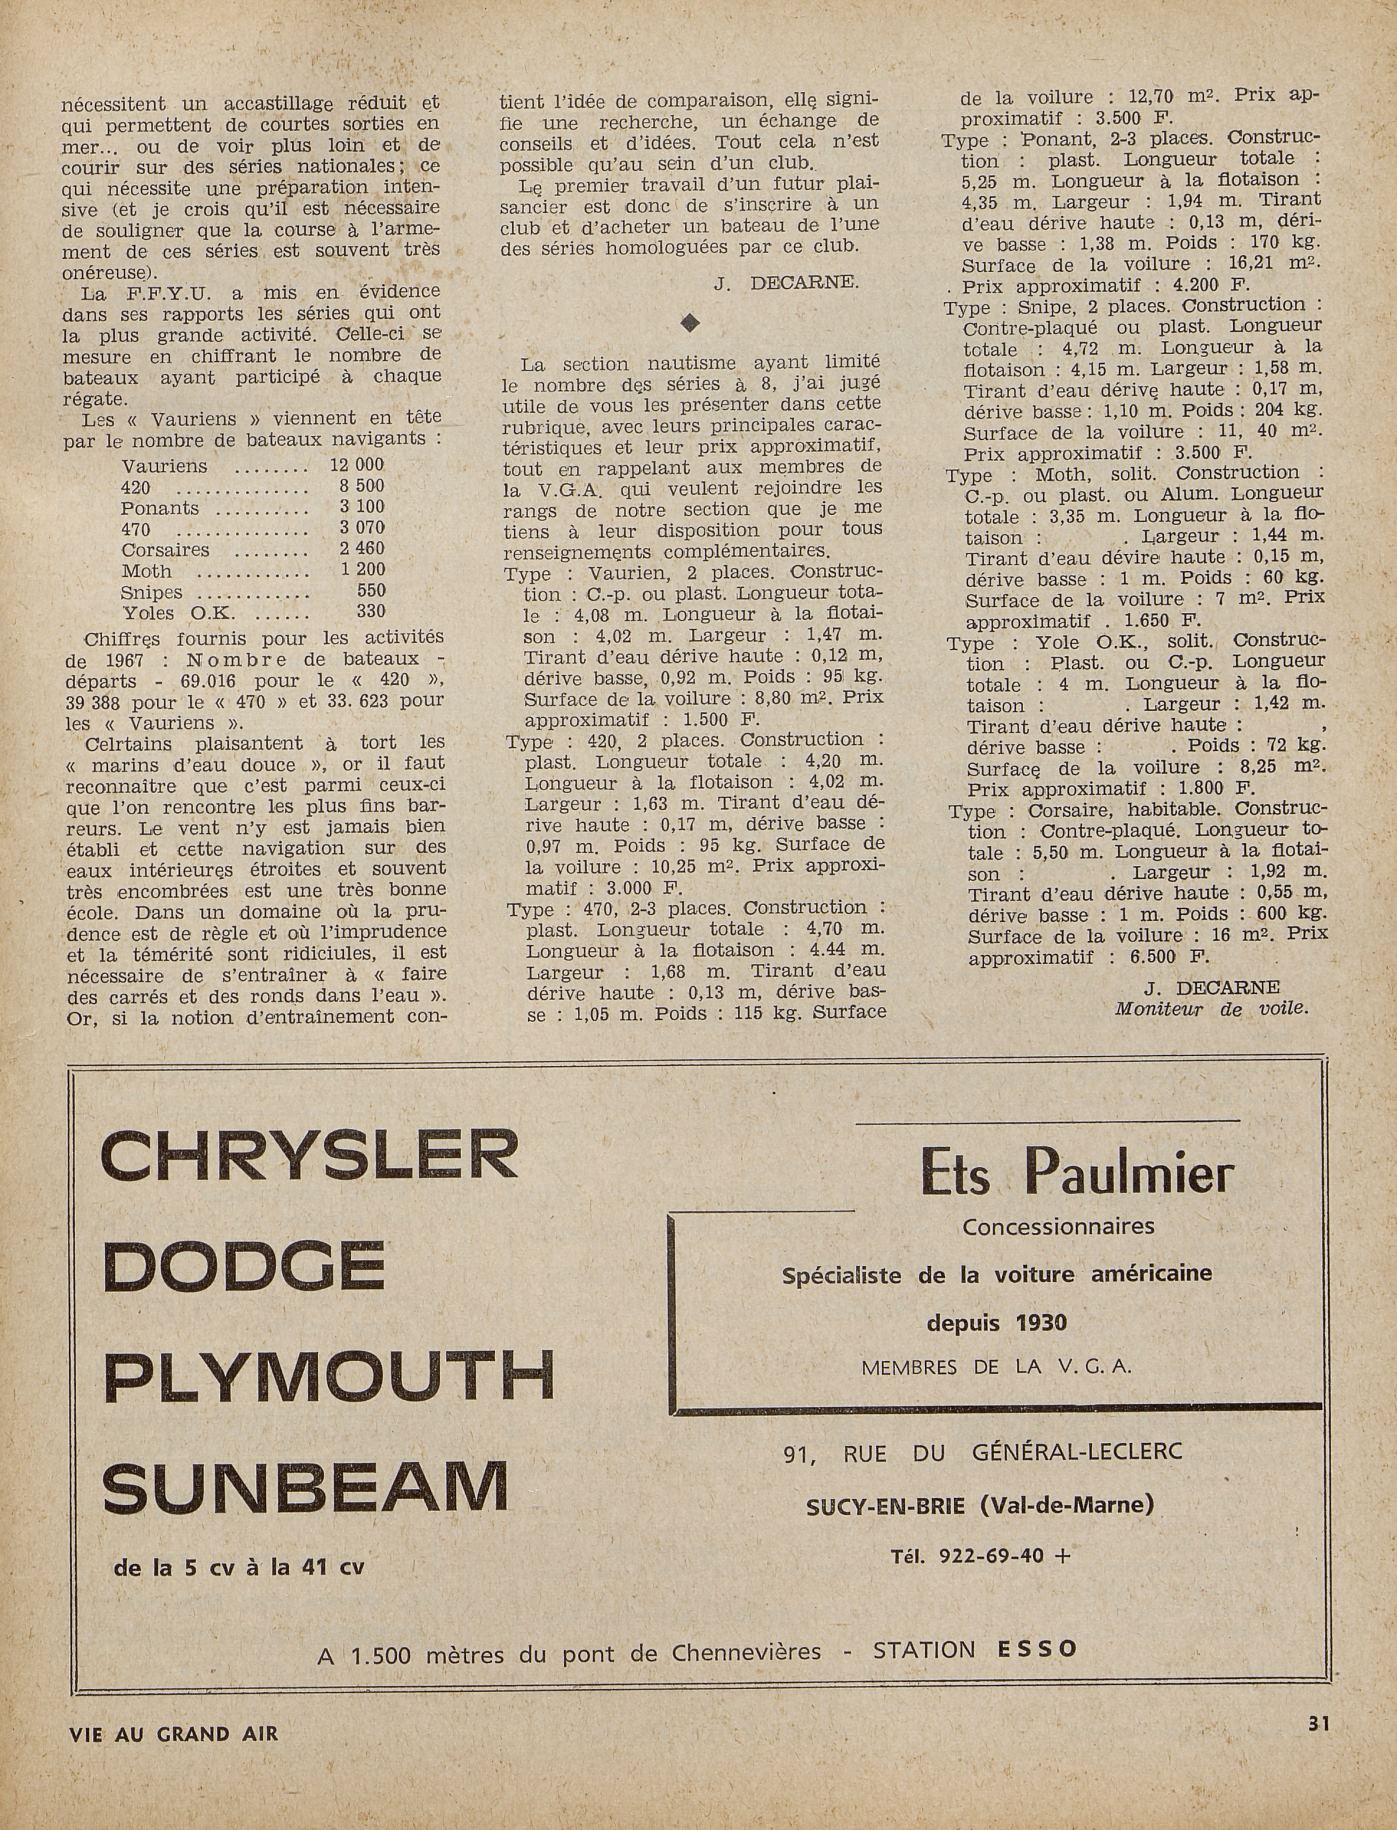 nécessitent un accastillage réduit et
qui permettent de courtes sorties en
mer... ou de voir plus loin et de
courir sur des séries nationales; ce
qui nécessite une préparation inten-
sive (et je crois qu'il est nécessaire
de souligner que la course à l'arme-
ment de ces séries est souvent très
onéreuse).
La F.F.Y.U. a mis en évidence
dans ses rapports les séries qui ont
la plus grande activité. Celle-ci se
mesure en chiffrant le nombre de
bateaux ayant participé à chaque
régate.
Les « Vauriens » viennent en tête
par le nombre de bateaux navigants :
Vauriens ........ 12 000
420 .............. 8 500
Ponants .......... 3 100
470 .............. 3 070
Corsaires ........ 2 460
Moth ............ 1 200
Snipes ............ 550
Yoles O.K. ...... 330
Chiffres fournis pour les activités
de 1967 : Nombre de bateaux -
départs - 69.016 pour le « 420 »,
39 388 pour le « 470 » et 33. 623 pour
les « Vauriens ».
Celrtains plaisantent à tort les
« marins d'eau douce », or il faut
reconnaître que c'est parmi ceux-ci
que l'on rencontre les plus fins bar-
reurs. Le vent n'y est jamais bien
établi et cette navigation sur des
eaux intérieures étroites et souvent
très encombrées est une très bonne
école. Dans un domaine où la pru-
dence est de règle et où l'imprudence
et la témérité sont ridiciules, il est
nécessaire de s'entraîner à « faire
des carrés et des ronds dans l'eau ».
Or, si la notion d'entraînement con-
tient l'idée de comparaison, elle signi-
fie une recherche, un échange de
conseils et d'idées. Tout cela n'est
possible qu'au sein d'un club.
Le premier travail d'un futur plai-
sancier est donc de s'inscrire à un
club et d'acheter un bateau de l'une
des séries homologuées par ce club.
J. DECARNE.
◆
La section nautisme ayant limité
le nombre des séries à 8, j'ai jugé
utile de vous les présenter dans cette
rubrique, avec leurs principales carac-
téristiques et leur prix approximatif,
tout en rappelant aux membres de
la V.G.A. qui veulent rejoindre les
rangs de notre section que je me
tiens à leur disposition pour tous
renseignements complémentaires.
Type : Vaurien, 2 places. Construc-
tion : C.-p. ou plast. Longueur tota-
le : 4,08 m. Longueur à la flotai-
son : 4,02 m. Largeur : 1,47 m.
Tirant d'eau dérive haute : 0,12 m,
dérive basse, 0,92 m. Poids : 95 kg.
Surface de la voilure : 8,80 m². Prix
approximatif : 1.500 F.
Type : 420, 2 places. Construction :
plast. Longueur totale : 4,20 m.
Longueur à la flotaison : 4,02 m.
Largeur : 1,63 m. Tirant d'eau dé-
rive haute : 0,17 m, dérive basse :
0,97 m. Poids : 95 kg. Surface de
la voilure : 10,25 m². Prix approxi-
matif : 3.000 F.
Type : 470, 2-3 places. Construction :
plast. Longueur totale : 4,70 m.
Longueur à la flotaison : 4.44 m.
Largeur : 1,68 m. Tirant d'eau
dérive haute : 0,13 m, dérive bas-
se : 1,05 m. Poids : 115 kg. Surface
de la voilure : 12,70 m². Prix ap-
proximatif : 3.500 F.
Type : Ponant, 2-3 places. Construc-
tion : plast. Longueur totale :
5,25 m. Longueur à la flotaison :
4,35 m. Largeur : 1,94 m. Tirant
d'eau dérive haute : 0,13 m, déri-
ve basse : 1,38 m. Poids : 170 kg.
Surface de la voilure : 16,21 m².
. Prix approximatif : 4.200 F.
Type : Snipe, 2 places. Construction :
Contre-plaqué ou plast. Longueur
totale : 4,72 m. Longueur à la
flotaison : 4,15 m. Largeur : 1,58 m.
Tirant d'eau dérive haute : 0,17 m,
dérive basse : 1,10 m. Poids : 204 kg.
Surface de la voilure : 11, 40 m².
Prix approximatif : 3.500 F.
Type : Moth, solit. Construction :
C.-p. ou plast. ou Alum. Longueur
totale : 3,35 m. Longueur à la flo-
taison : . Largeur : 1,44 m.
Tirant d'eau dévire haute : 0,15 m,
dérive basse : 1 m. Poids : 60 kg.
Surface de la voilure : 7 m². Prix
approximatif . 1.650 F.
Type : Yole O.K., solit. Construc-
tion : Plast. ou C.-p. Longueur
totale : 4 m. Longueur à la flo-
taison : . Largeur : 1,42 m.
Tirant d'eau dérive haute : ,
dérive basse : . Poids : 72 kg.
Surface de la voilure : 8,25 m².
Prix approximatif : 1.800 F.
Type : Corsaire, habitable. Construc-
tion : Contre-plaqué. Longueur to-
tale : 5,50 m. Longueur à la flotai-
son : . Largeur : 1,92 m.
Tirant d'eau dérive haute : 0,55 m,
dérive basse : 1 m. Poids : 600 kg.
Surface de la voilure : 16 m². Prix
approximatif : 6.500 F.
J. DECARNE
Moniteur de voile.
CHRYSLER
DODGE
PLYMOUTH
SUNBEAM
de la 5 cv à la 41 cv
Ets Paulmier
Concessionnaires
Spécialiste de la voiture américaine
depuis 1930
MEMBRES DE LA V.G.A.
91, RUE DU GÉNÉRAL-LECLERC
SUCY-EN-BRIE (Val-de-Marne)
Tél. 922-69-40 +
A 1.500 mètres du pont de Chennevières - STATION ESSO
VIE AU GRAND AIR
31